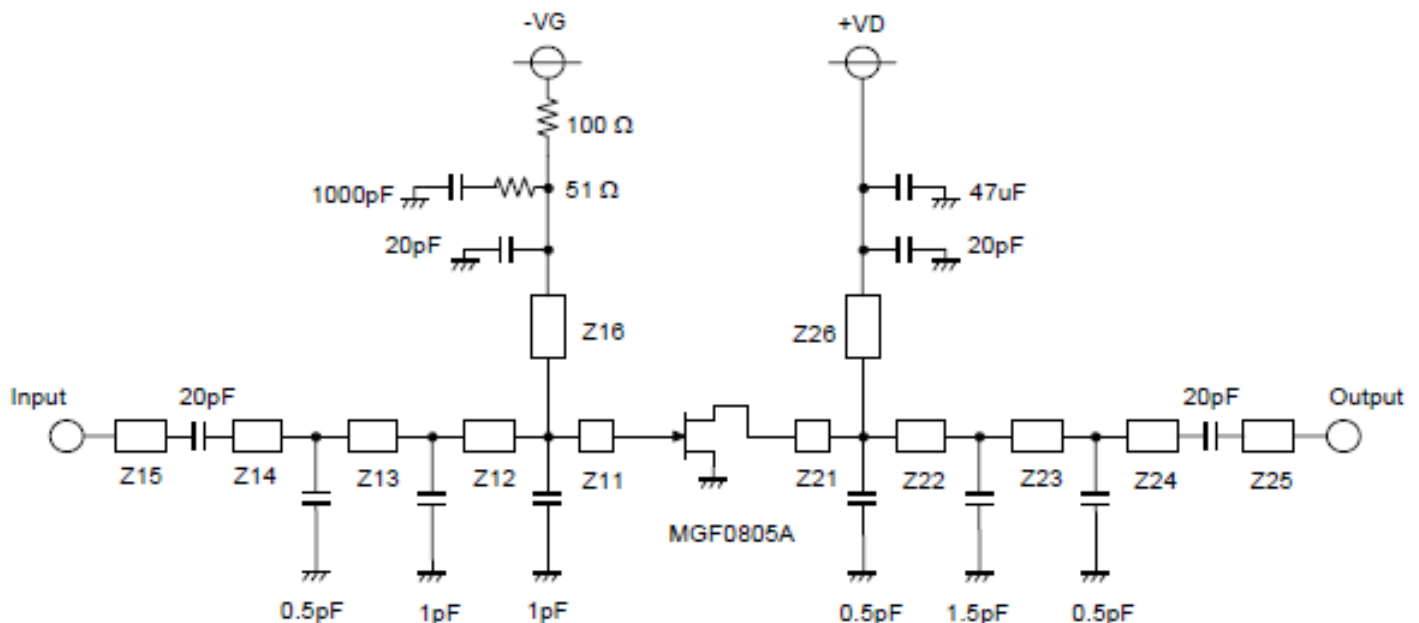 -VG
+VD
100 Ω
1000pF
51 Ω
47uF
20pF
20pF
Z16
Z26
Input
20pF
20pF
Output
Z15
Z14
Z13
Z12
Z11
Z21
Z22
Z23
Z24
Z25
MGF0805A
0.5pF
1pF
1pF
0.5pF
1.5pF
0.5pF